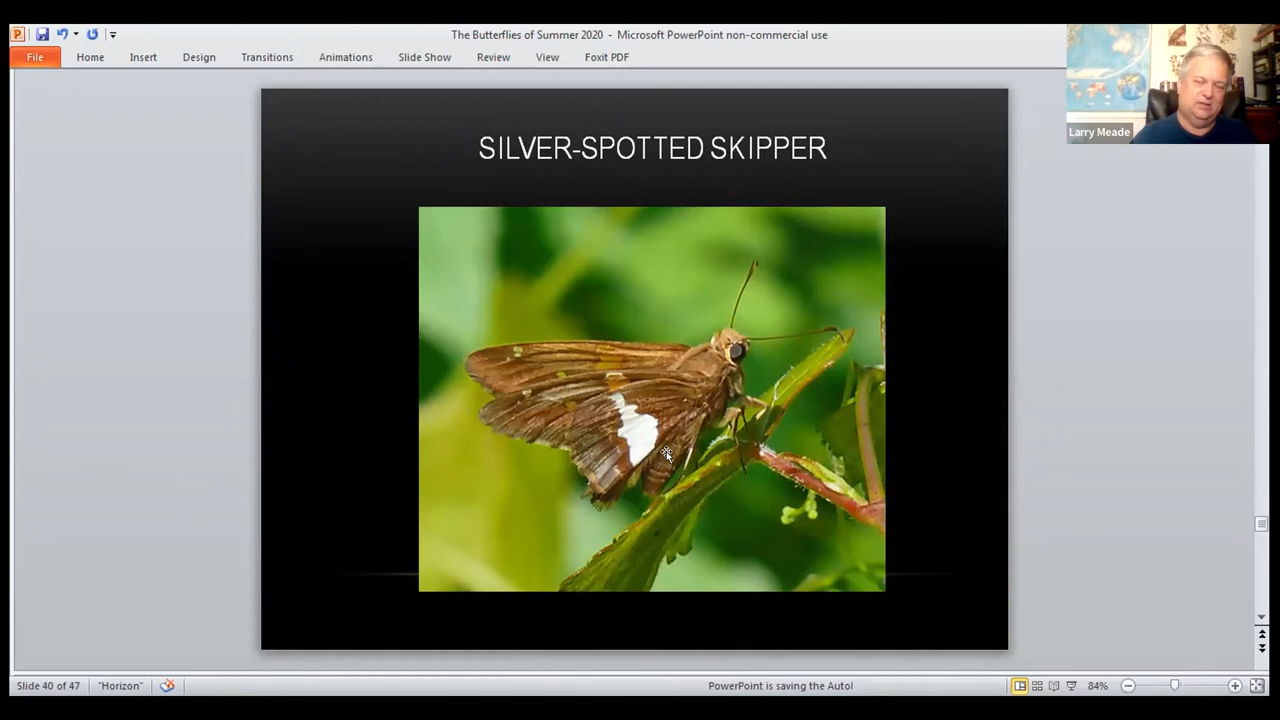 The Butterflies of Summer 2020 - Microsoft PowerPoint non-commercial use
File Home Insert Design Transitions Animations Slide Show Review View Foxit PDF
Larry Meade
SILVER-SPOTTED SKIPPER
Slide 40 of 47 "Horizon" PowerPoint is saving the Autol 84%